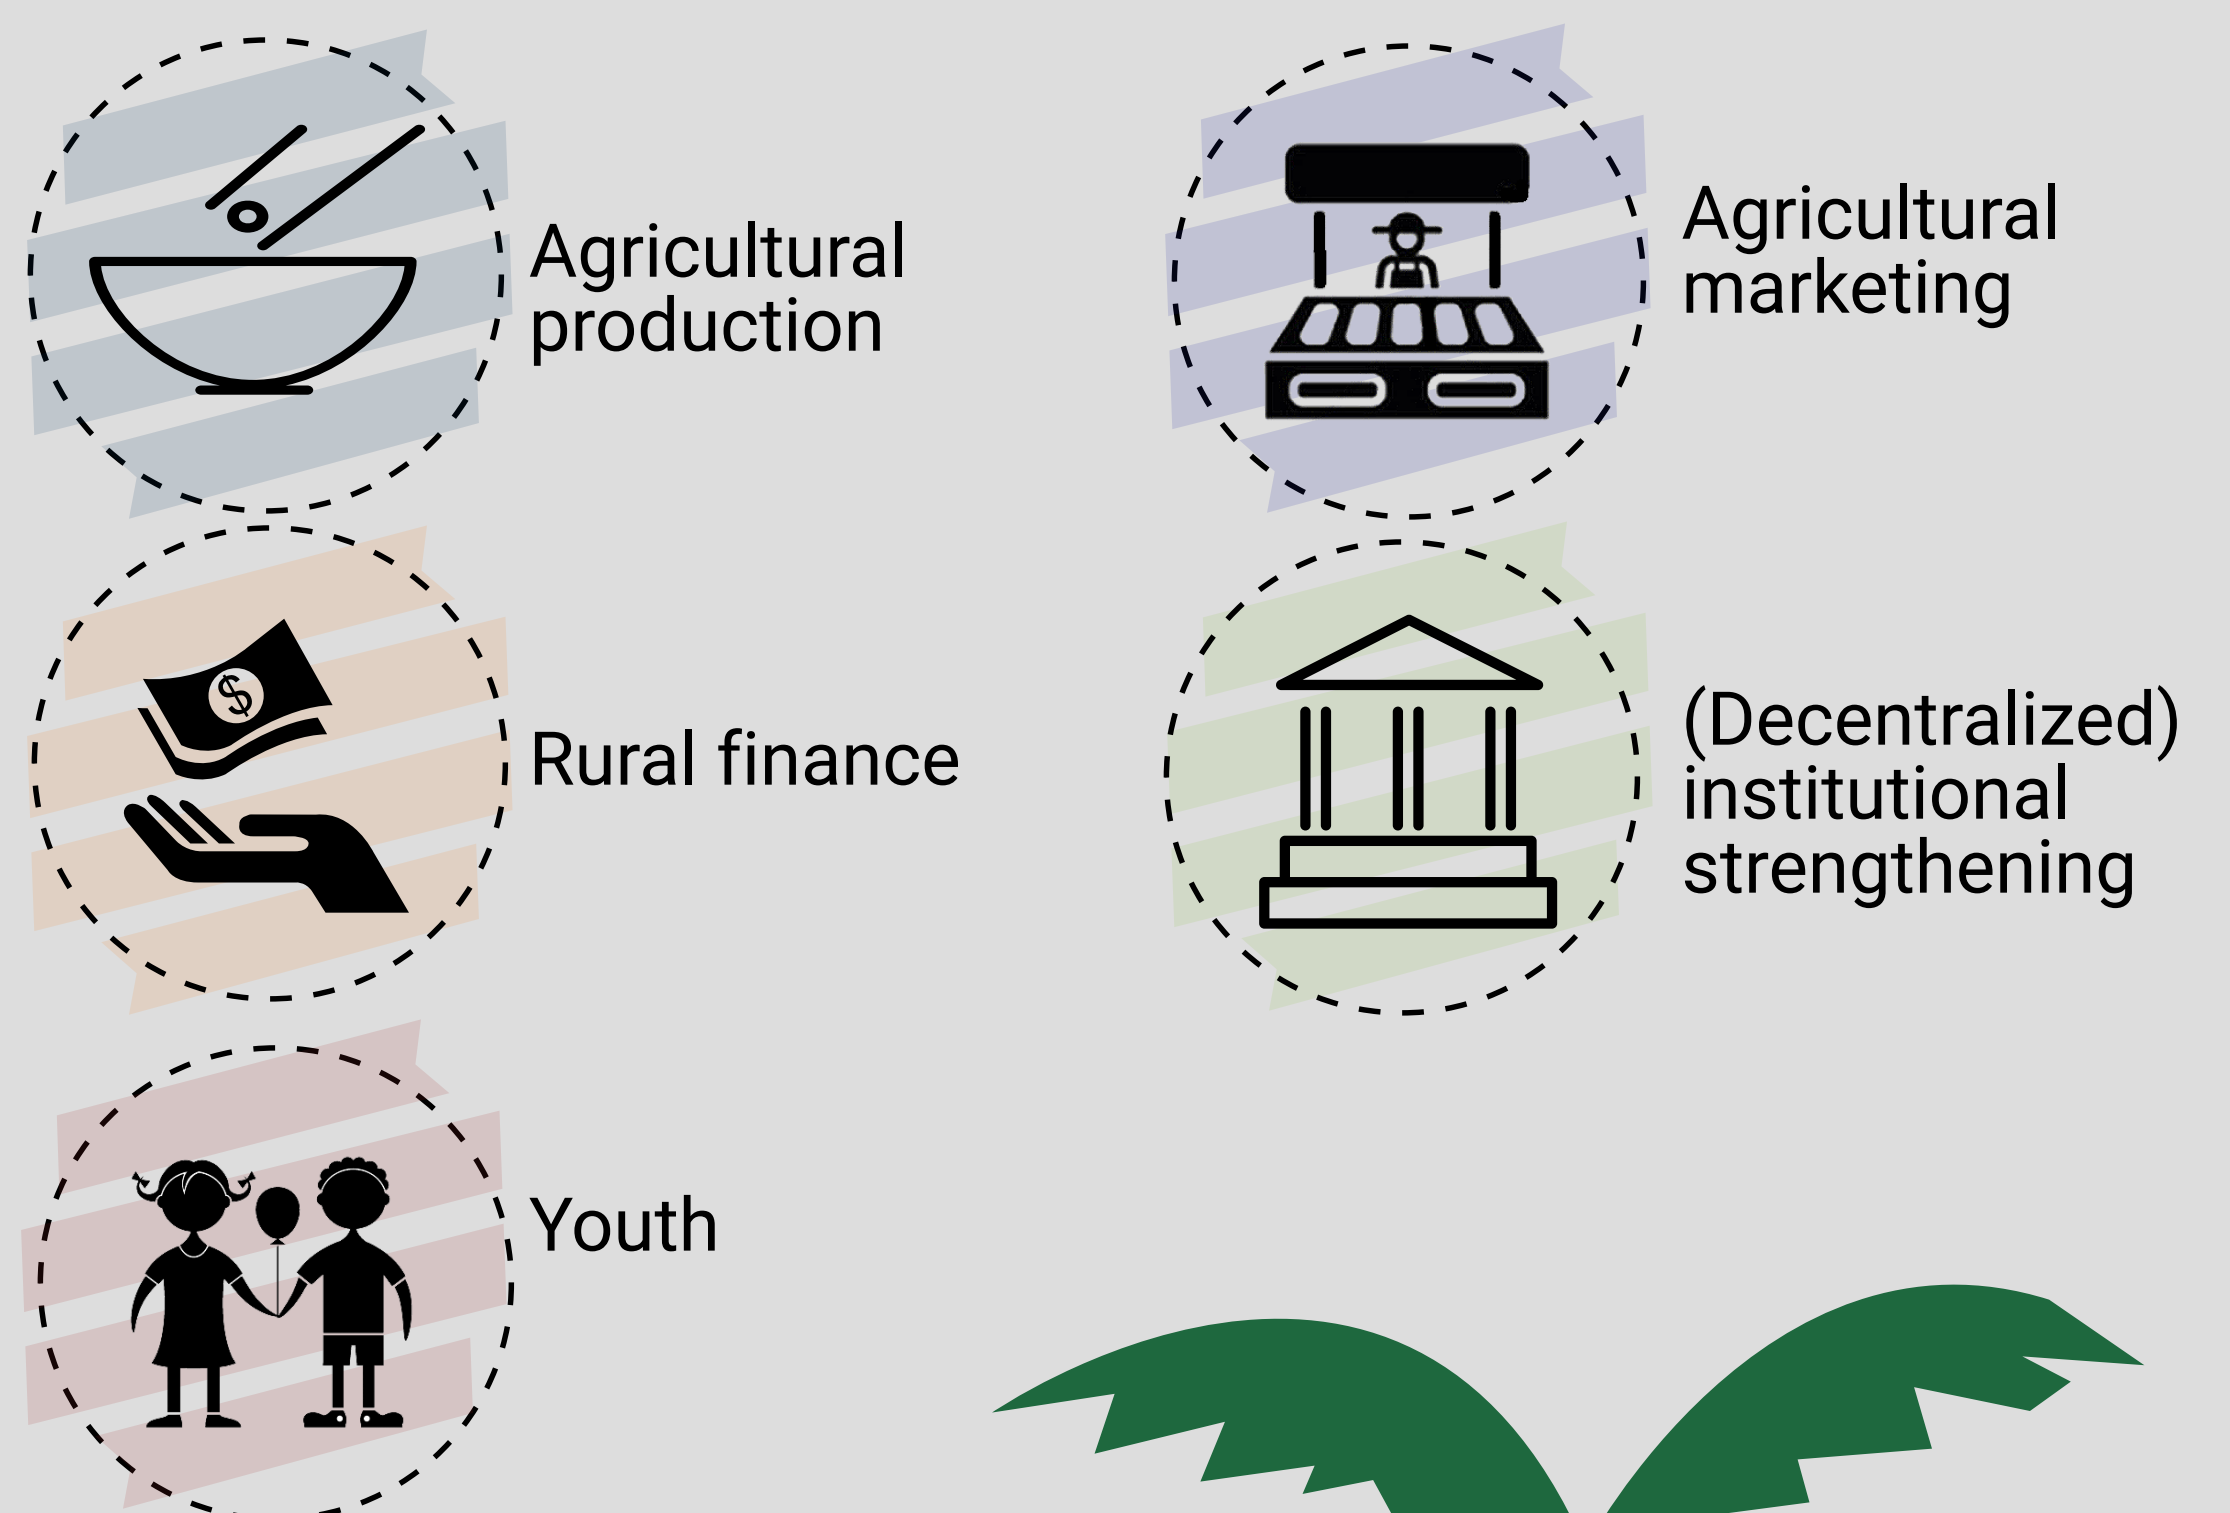 Agricultural
production
Agricultural
marketing
Rural finance
(Decentralized)
institutional
strengthening
Youth
$